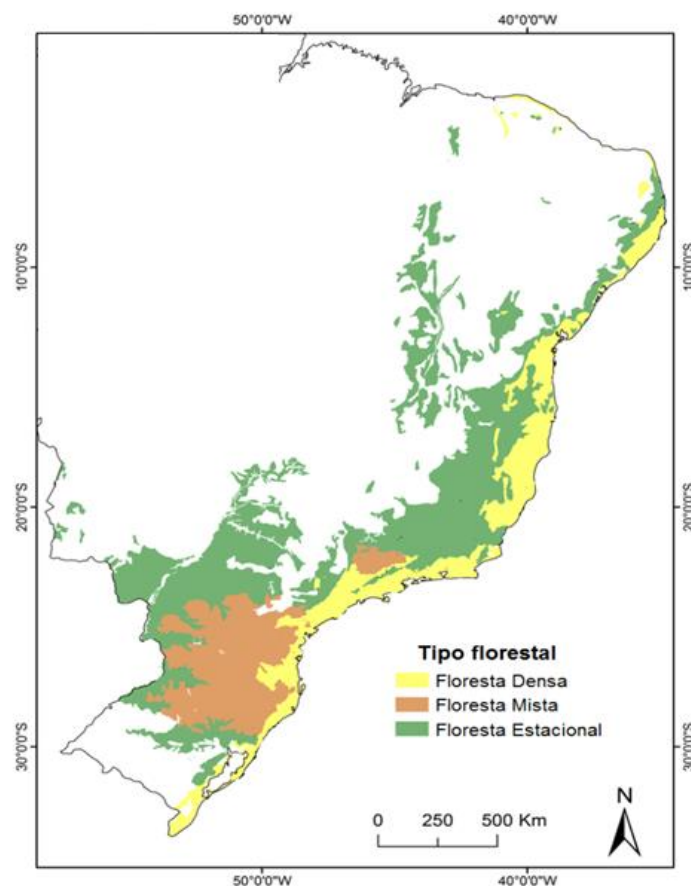 50°0'0"W
40°0'0"W
10°0'0"S
10°0'0"S
20°0'0"S
20°0'0"S
Tipo florestal
Floresta Densa
Floresta Mista
Floresta Estacional
30°0'0"S
30°0'0"S
N
0 250 500 Km
50°0'0"W
40°0'0"W